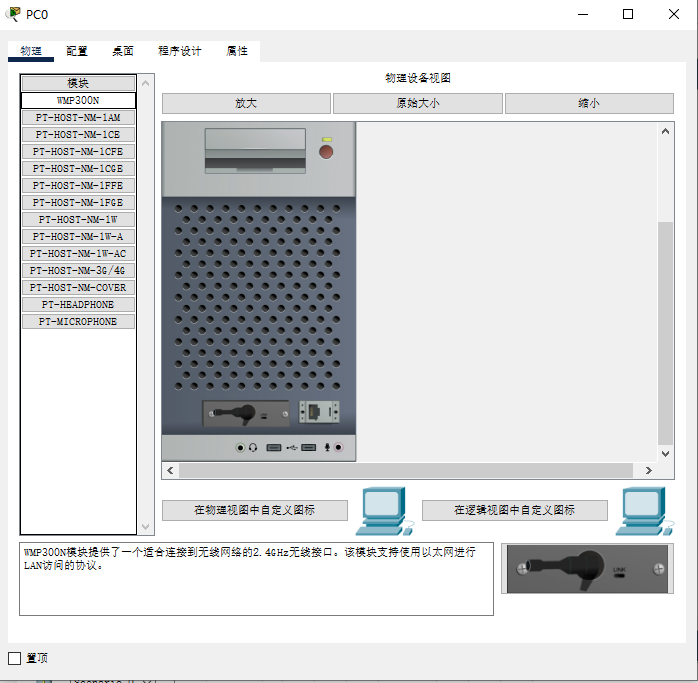 PC0
物理 配置 桌面 程序设计 属性
模块
WMP300N
PT-HOST-NM-1AM
PT-HOST-NM-1CE
PT-HOST-NM-1CFE
PT-HOST-NM-1CGE
PT-HOST-NM-1FFE
PT-HOST-NM-1FGE
PT-HOST-NM-1W
PT-HOST-NM-1W-A
PT-HOST-NM-1W-AC
PT-HOST-NM-3G/4G
PT-HOST-NM-COVER
PT-HEADPHONE
PT-MICROPHONE
物理设备视图
放大 原始大小 缩小
在物理视图中自定义图标 在逻辑视图中自定义图标
WMP300N模块提供了一个适合连接到无线网络的2.4GHz无线接口。该模块支持使用以太网进行
LAN访问的协议。
LINK
置顶